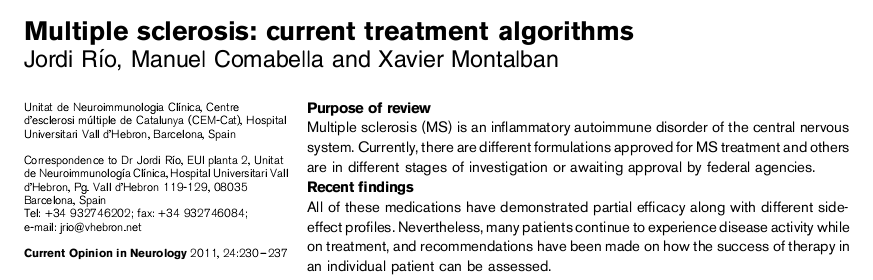 Multiple sclerosis: current treatment algorithms
Jordi Río, Manuel Comabella and Xavier Montalban
Unitat de Neuroimmunologia Clínica, Centre
d'esclerosi múltiple de Catalunya (CEM-Cat), Hospital
Universitari Vall d'Hebron, Barcelona, Spain
Correspondence to Dr Jordi Río, EUI planta 2, Unitat
de Neuroimmunologia Clínica, Hospital Universitari Vall
d'Hebron, Pg. Vall d'Hebron 119-129, 08035
Barcelona, Spain
Tel: +34 932746202; fax: +34 932746084;
e-mail: jrio@vhebron.net
Current Opinion in Neurology 2011, 24:230–237
Purpose of review
Multiple sclerosis (MS) is an inflammatory autoimmune disorder of the central nervous
system. Currently, there are different formulations approved for MS treatment and others
are in different stages of investigation or awaiting approval by federal agencies.
Recent findings
All of these medications have demonstrated partial efficacy along with different side-
effect profiles. Nevertheless, many patients continue to experience disease activity while
on treatment, and recommendations have been made on how the success of therapy in
an individual patient can be assessed.